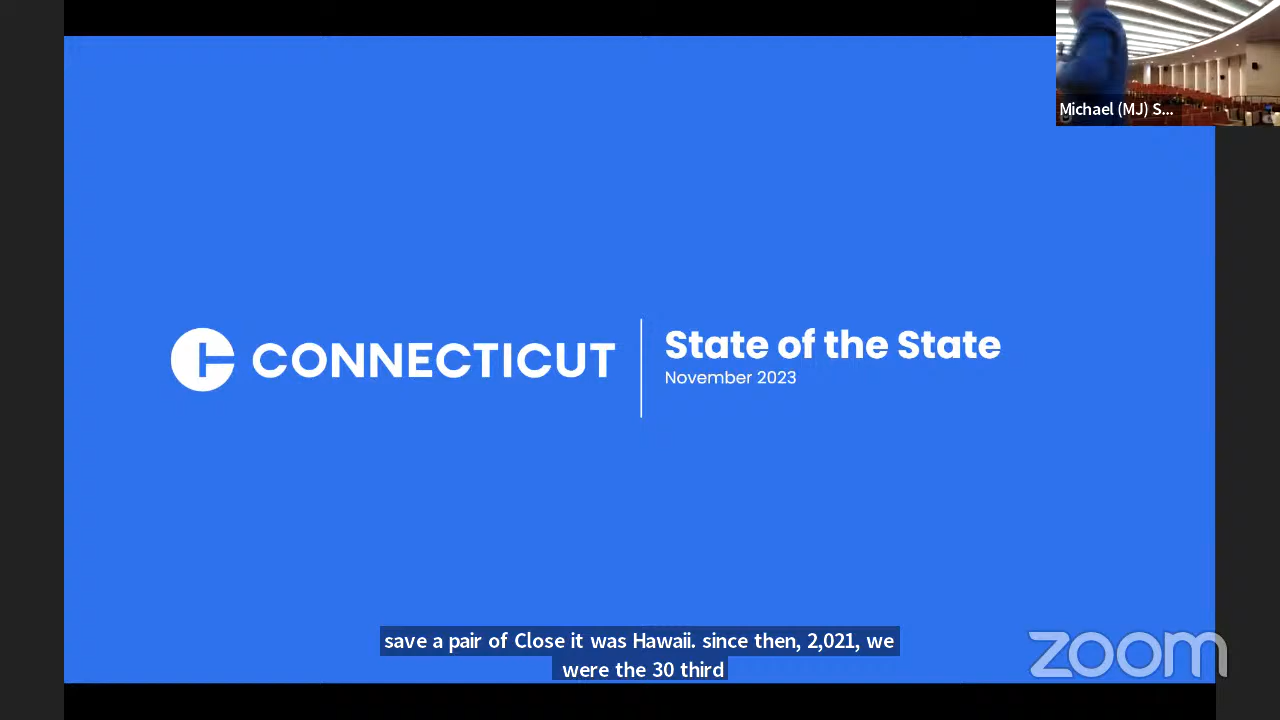 Michael (MJ) S...
CONNECTICUT
State of the State
November 2023
save a pair of Close it was Hawaii. since then, 2,021, we
were the 30 third
zoom